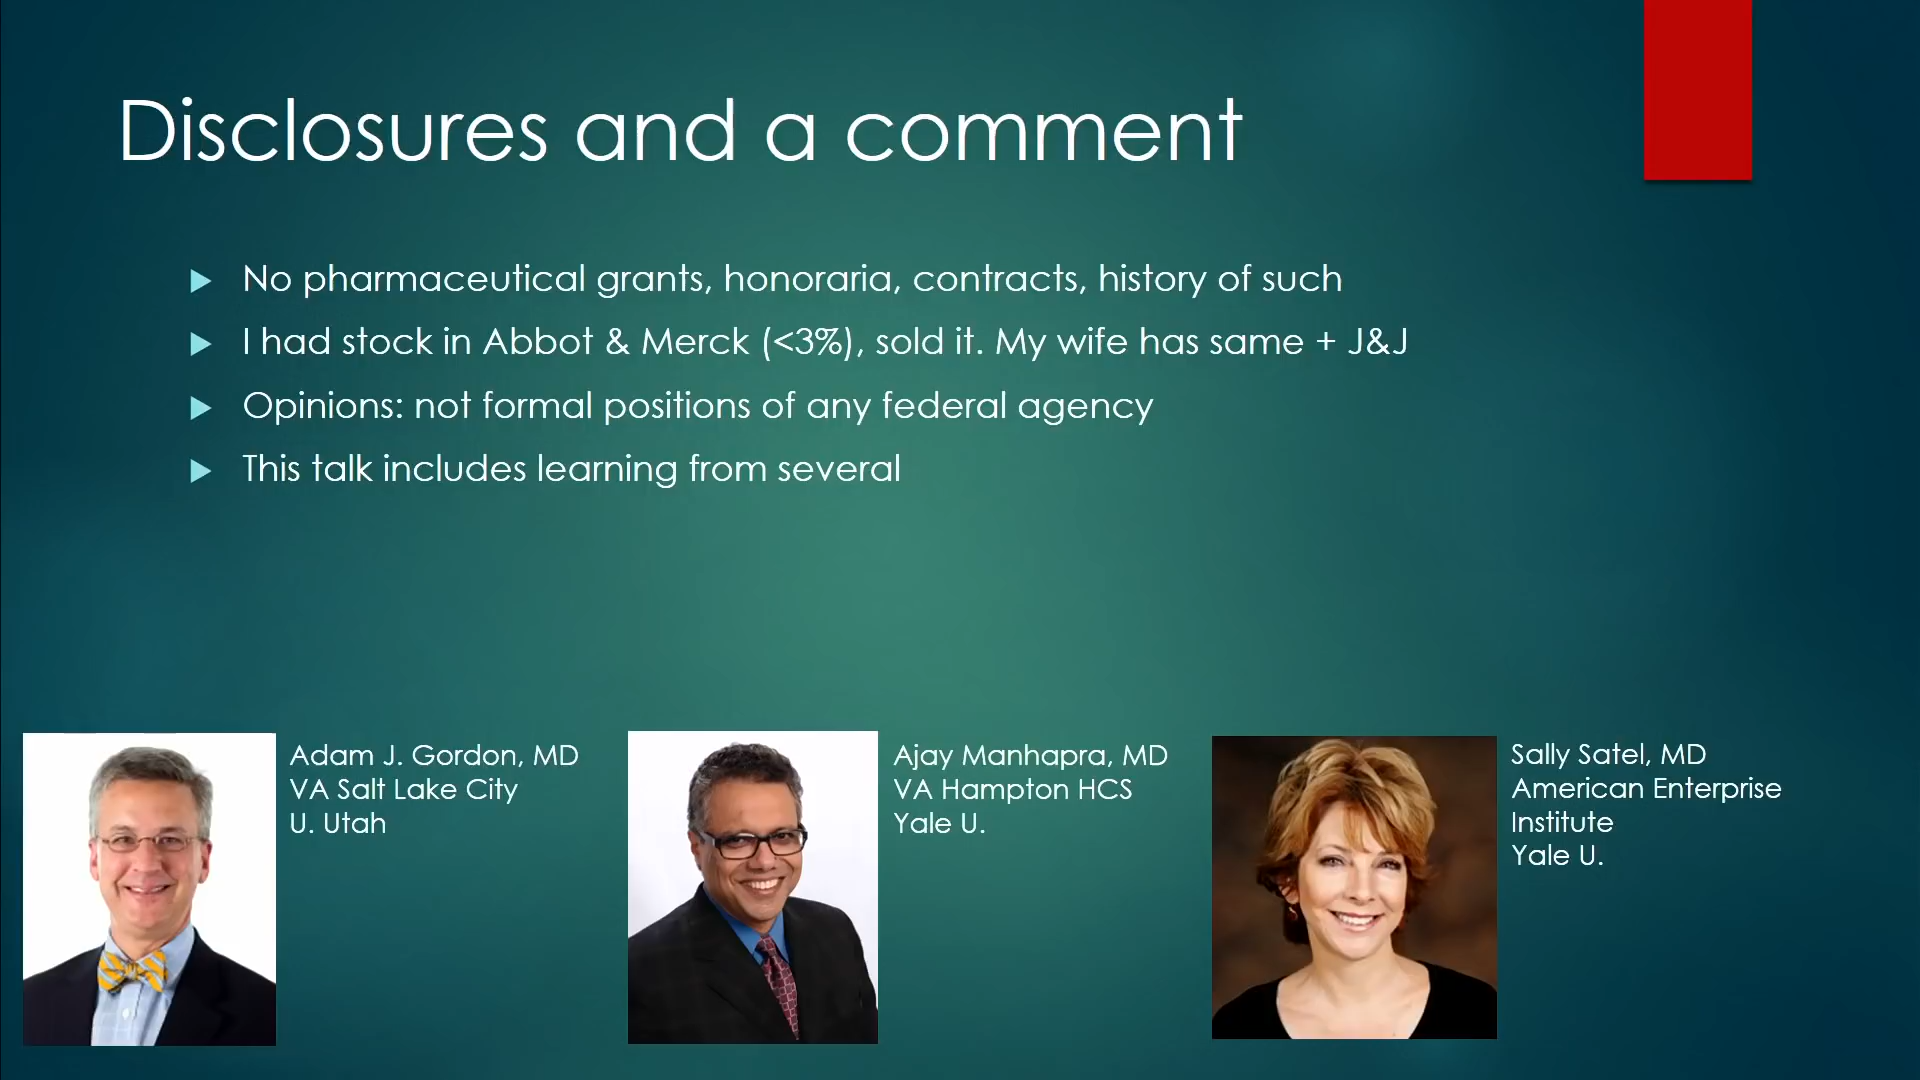 Disclosures and a comment
No pharmaceutical grants, honoraria, contracts, history of such
I had stock in Abbot & Merck (<3%), sold it. My wife has same + J&J
Opinions: not formal positions of any federal agency
This talk includes learning from several
Adam J. Gordon, MD
VA Salt Lake City
U. Utah
Ajay Manhapra, MD
VA Hampton HCS
Yale U.
Sally Satel, MD
American Enterprise
Institute
Yale U.